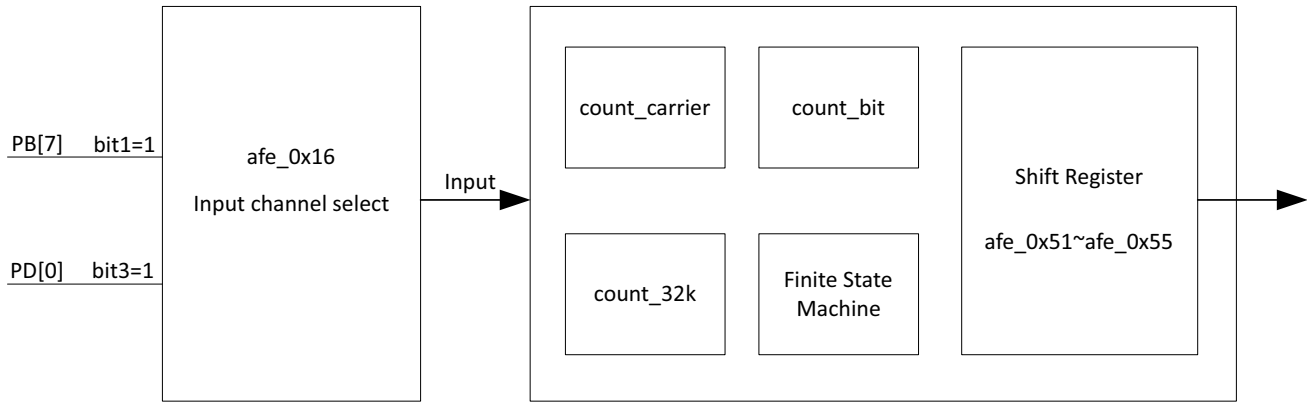 PB[7] bit1=1
PD[0] bit3=1
afe_0x16
Input channel select
Input
count_carrier
count_bit
count_32k
Finite State
Machine
Shift Register
afe_0x51~afe_0x55